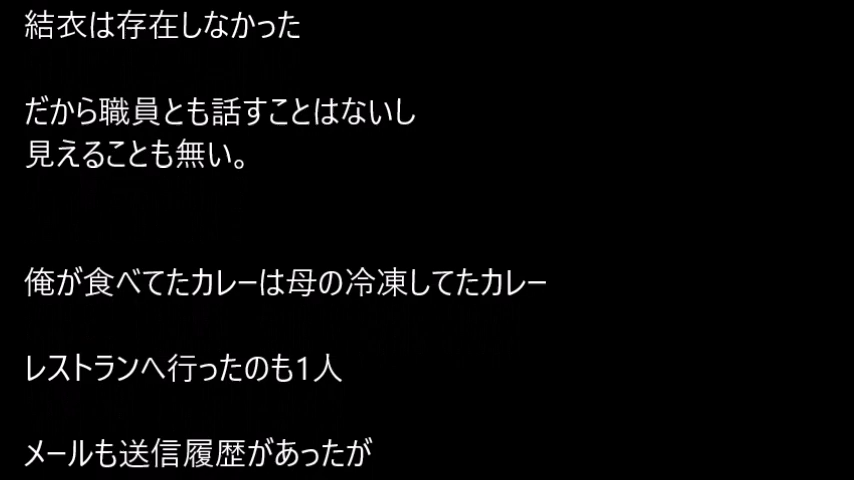 結衣は存在しなかった
だから職員とも話すことはないし
見えることも無い。
俺が食べてたカレーは母の冷凍してたカレー
レストランへ行ったのも1人
メールも送信履歴があったが